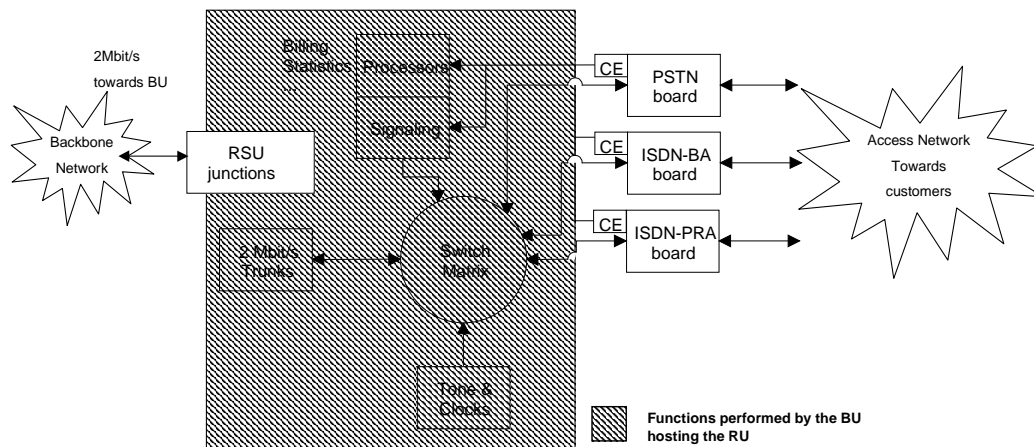 2Mbit/s
towards BU
Backbone
Network
RSU
junctions
Billing
Statistics
...
Processors
Signaling
2 Mbit/s
Trunks
Switch
Matrix
Tone &
Clocks
CE
PSTN
board
CE
ISDN-BA
board
CE
ISDN-PRA
board
Access Network
Towards
customers
Functions performed by the BU
hosting the RU